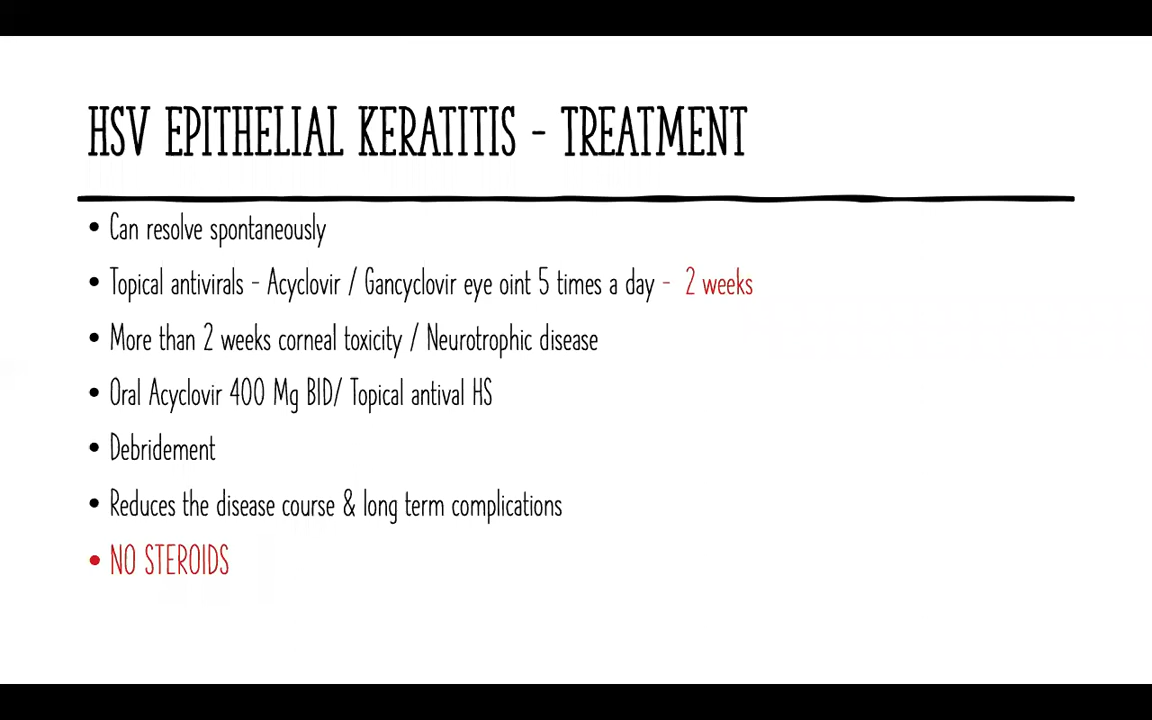 HSV EPITHELIAL KERATITIS - TREATMENT
• Can resolve spontaneously
• Topical antivirals - Acyclovir / Gancyclovir eye oint 5 times a day - 2 weeks
• More than 2 weeks corneal toxicity / Neurotrophic disease
• Oral Acyclovir 400 Mg BID/ Topical antival HS
• Debridement
• Reduces the disease course & long term complications
• NO STEROIDS